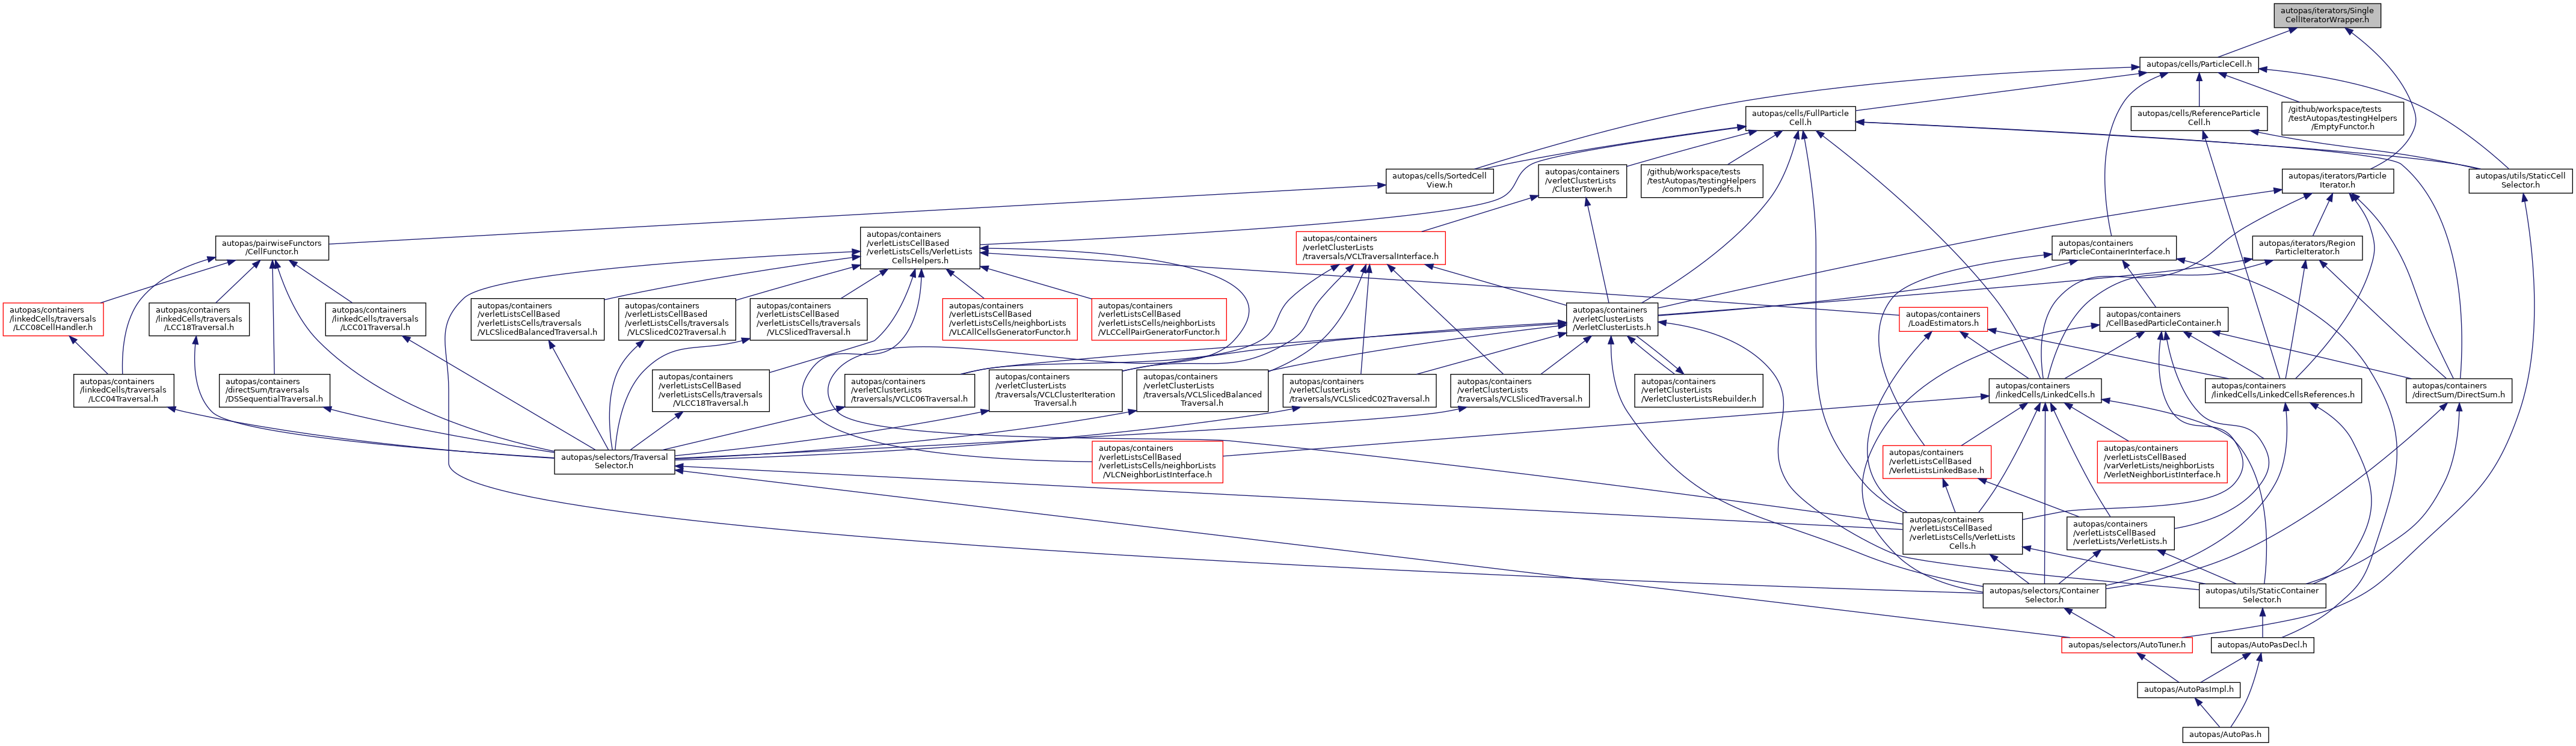 autopas/iterators/Single
CellIteratorWrapper.h
autopas/cells/ParticleCell.h
autopas/cells/FullParticle
Cell.h
autopas/cells/ReferenceParticle
Cell.h
/github/workspace/tests
/testAutopas/testingHelpers
/EmptyFunctor.h
autopas/cells/SortedCell
View.h
autopas/containers
/verletClusterLists
/ClusterTower.h
/github/workspace/tests
/testAutopas/testingHelpers
/commonTypedefs.h
autopas/iterators/Particle
Iterator.h
autopas/utils/StaticCell
Selector.h
autopas/pairwiseFunctors
/CellFunctor.h
autopas/containers
/verletListsCellBased
/verletListsCells/VerletLists
CellsHelpers.h
autopas/containers
/verletClusterLists
/traversals/VCLTraversalInterface.h
autopas/containers
/ParticleContainerInterface.h
autopas/iterators/Region
ParticleIterator.h
autopas/containers
/linkedCells/traversals
/LCC08CellHandler.h
autopas/containers
/linkedCells/traversals
/LCC18Traversal.h
autopas/containers
/linkedCells/traversals
/LCC01Traversal.h
autopas/containers
/verletListsCellBased
/verletListsCells/traversals
/VLCSlicedBalancedTraversal.h
autopas/containers
/verletListsCellBased
/verletListsCells/traversals
/VLCSlicedC02Traversal.h
autopas/containers
/verletListsCellBased
/verletListsCells/traversals
/VLCSlicedTraversal.h
autopas/containers
/verletListsCellBased
/verletListsCells/neighborLists
/VLCAllCellsGeneratorFunctor.h
autopas/containers
/verletListsCellBased
/verletListsCells/neighborLists
/VLCCellPairGeneratorFunctor.h
autopas/containers
/verletClusterLists
/VerletClusterLists.h
autopas/containers
/LoadEstimators.h
autopas/containers
/CellBasedParticleContainer.h
autopas/containers
/linkedCells/traversals
/LCC04Traversal.h
autopas/containers
/directSum/traversals
/DSSequentialTraversal.h
autopas/containers
/verletListsCellBased
/verletListsCells/traversals
/VLCC18Traversal.h
autopas/containers
/verletClusterLists
/traversals/VCLC06Traversal.h
autopas/containers
/verletClusterLists
/traversals/VCLClusterIteration
Traversal.h
autopas/containers
/verletClusterLists
/traversals/VCLSlicedBalanced
Traversal.h
autopas/containers
/verletClusterLists
/traversals/VCLSlicedC02Traversal.h
autopas/containers
/verletClusterLists
/traversals/VCLSlicedTraversal.h
autopas/containers
/verletClusterLists
/VerletClusterListsRebuilder.h
autopas/containers
/linkedCells/LinkedCells.h
autopas/containers
/linkedCells/LinkedCellsReferences.h
autopas/containers
/directSum/DirectSum.h
autopas/selectors/Traversal
Selector.h
autopas/containers
/verletListsCellBased
/verletListsCells/neighborLists
/VLCNeighborListInterface.h
autopas/containers
/verletListsCellBased
/VerletListsLinkedBase.h
autopas/containers
/verletListsCellBased
/varVerletLists/neighborLists
/VerletNeighborListInterface.h
autopas/containers
/verletListsCellBased
/verletListsCells/VerletLists
Cells.h
autopas/containers
/verletListsCellBased
/verletLists/VerletLists.h
autopas/selectors/Container
Selector.h
autopas/utils/StaticContainer
Selector.h
autopas/selectors/AutoTuner.h
autopas/AutoPasDecl.h
autopas/AutoPasImpl.h
autopas/AutoPas.h